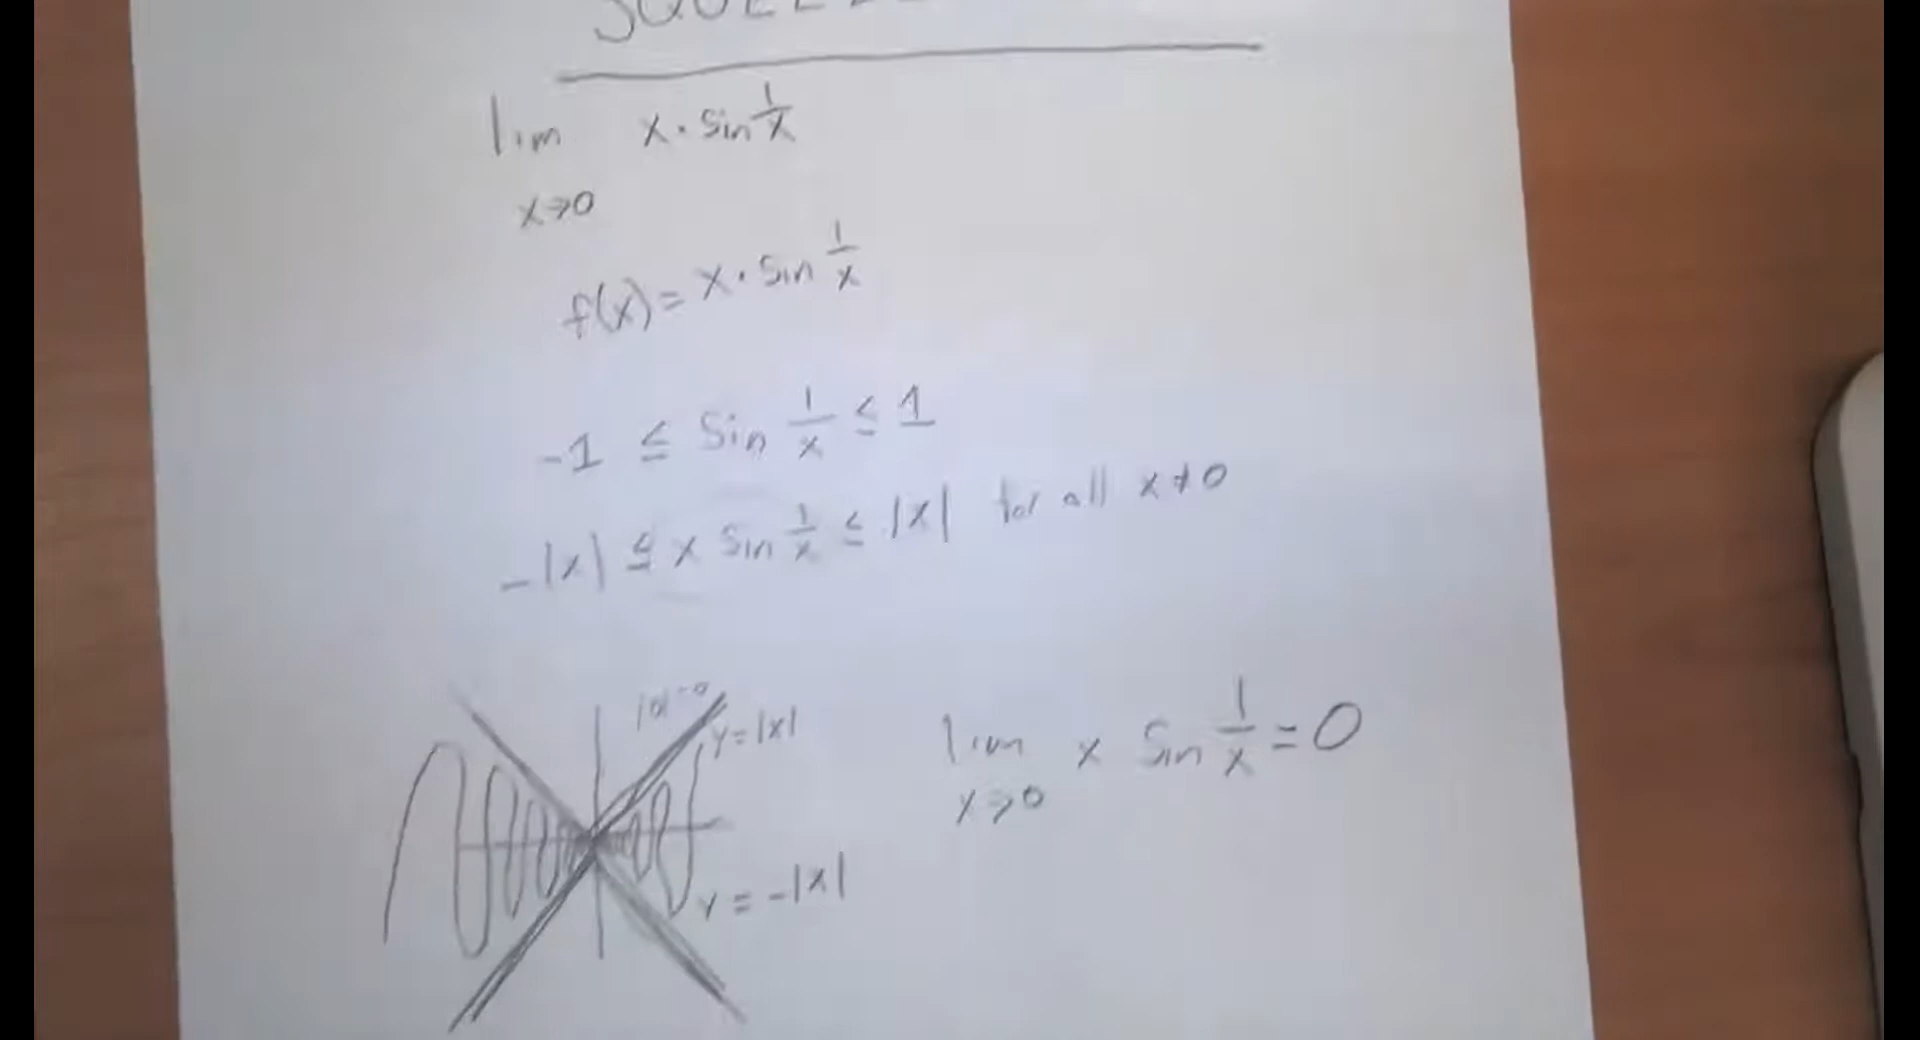 SQUEEZE
lim x · sin 1/x
x→0
f(x) = x · sin 1/x
-1 ≤ Sin 1/x ≤ 1
-|x| ≤ x Sin 1/x ≤ |x| for all x≠0
y=|x|
lim x Sin 1/x = 0
x→0
y = -|x|